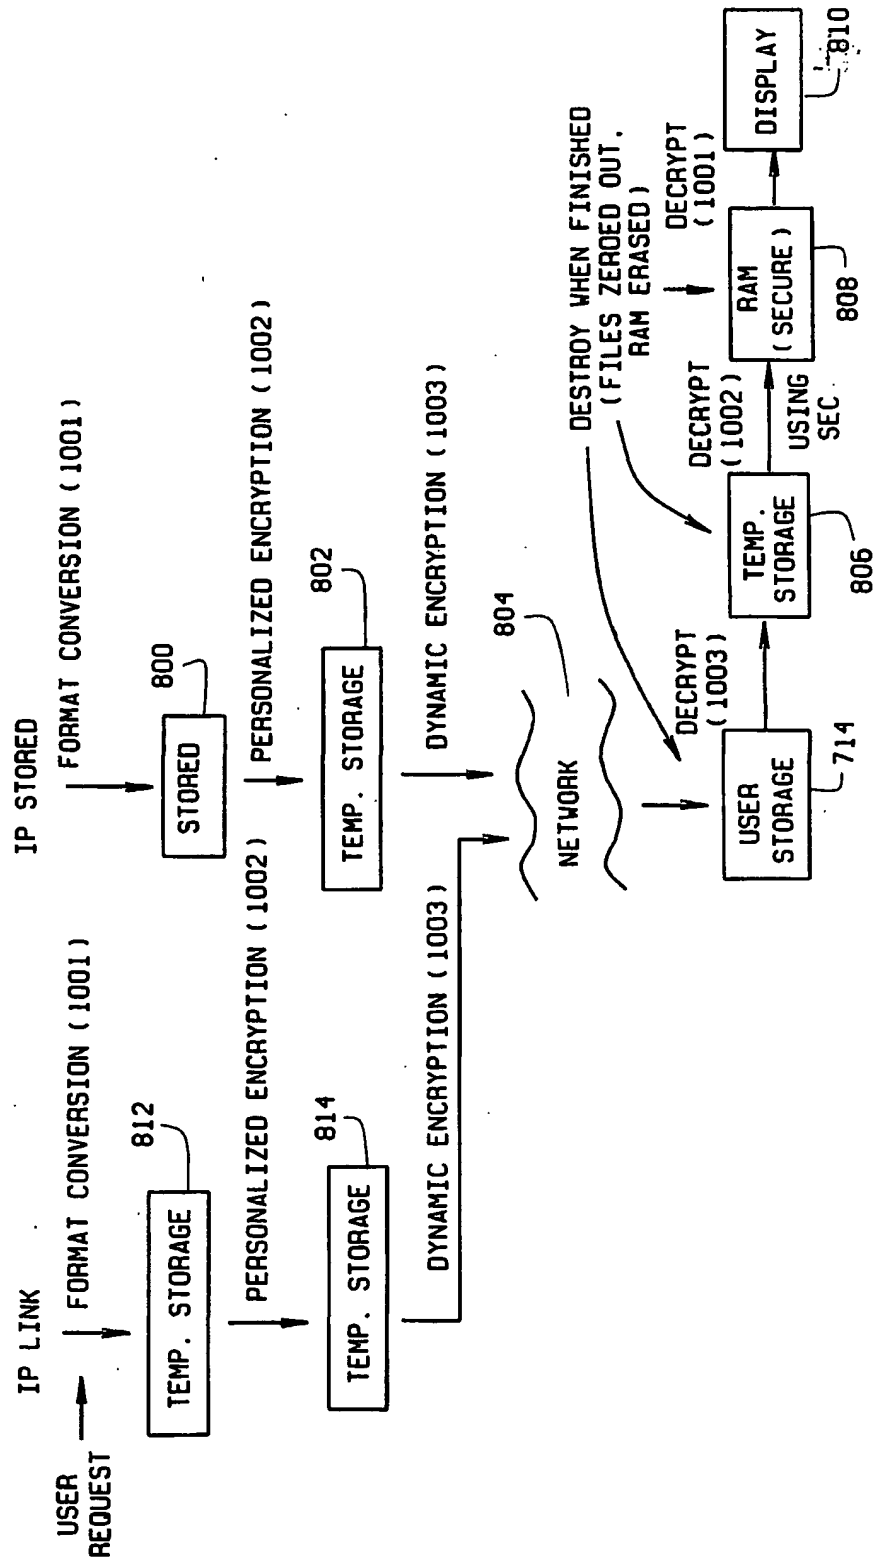 USER
REQUEST
IP LINK
FORMAT CONVERSION (1001)
812
TEMP. STORAGE
PERSONALIZED ENCRYPTION (1002)
814
TEMP. STORAGE
DYNAMIC ENCRYPTION (1003)
IP STORED
FORMAT CONVERSION (1001)
800
STORED
PERSONALIZED ENCRYPTION (1002)
802
TEMP. STORAGE
DYNAMIC ENCRYPTION (1003)
804
NETWORK
DESTROY WHEN FINISHED
(FILES ZEROED OUT,
RAM ERASED)
USER
STORAGE
714
DECRYPT
(1003)
TEMP.
STORAGE
806
DECRYPT
(1002)
USING
SEC.
RAM
(SECURE)
808
DECRYPT
(1001)
DISPLAY
810